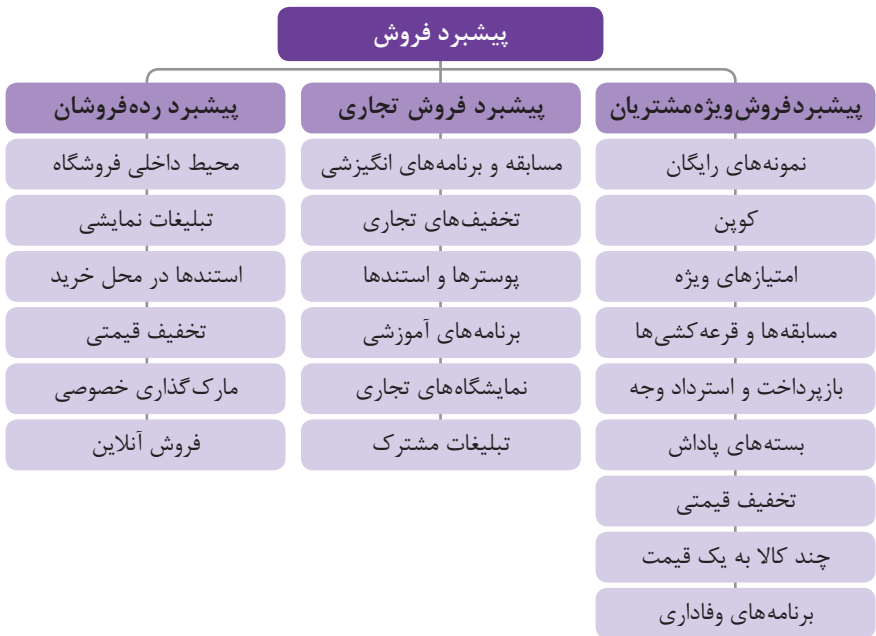 پیشبرد فروش
پیشبردفروش‌ویژه‌مشتریان
نمونه‌های رایگان
کوپن
امتیازهای ویژه
مسابقه‌ها و قرعه‌کشی‌ها
بازپرداخت و استرداد وجه
بسته‌های پاداش
تخفیف قیمتی
چند کالا به یک قیمت
برنامه‌های وفاداری
پیشبرد فروش تجاری
مسابقه و برنامه‌های انگیزشی
تخفیف‌های تجاری
پوسترها و استندها
برنامه‌های آموزشی
نمایشگاه‌های تجاری
تبلیغات مشترک
پیشبرد رده‌فروشان
محیط داخلی فروشگاه
تبلیغات نمایشی
استندها در محل خرید
تخفیف قیمتی
مارک‌گذاری خصوصی
فروش آنلاین